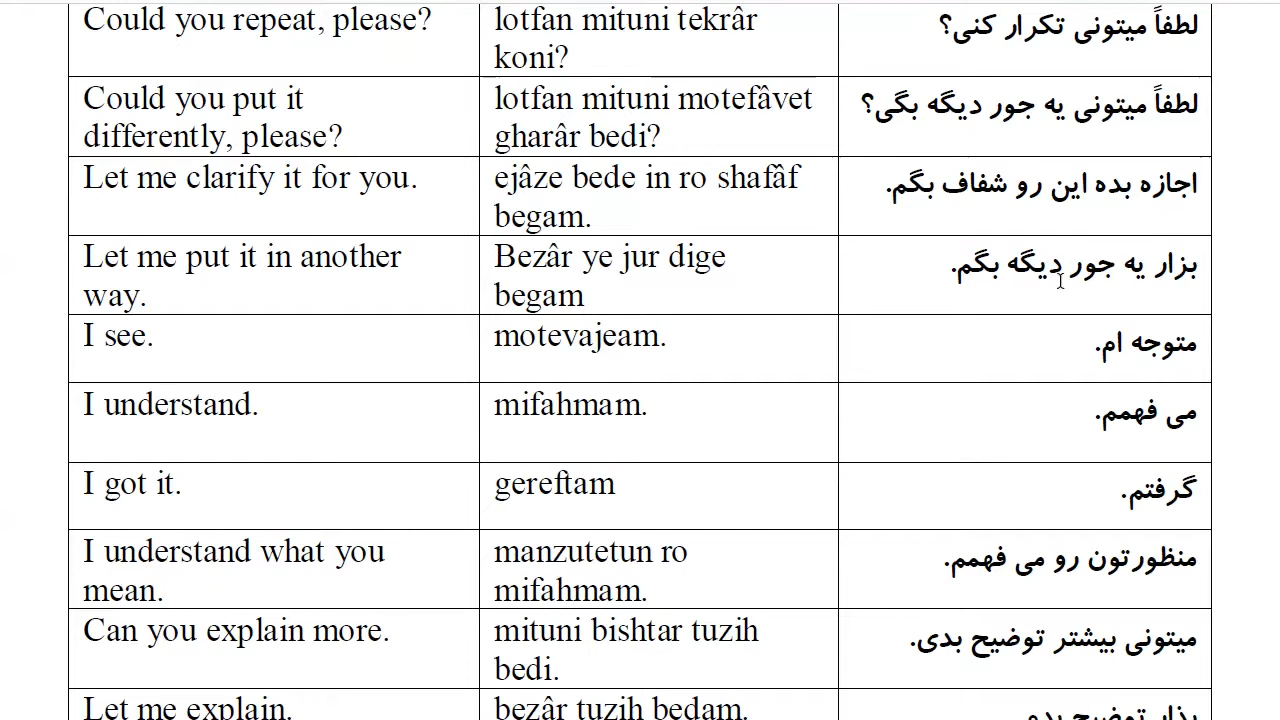 Could you repeat, please?
lotfan mituni tekrâr
koni?
لطفاً میتونی تکرار کنی؟
Could you put it
differently, please?
lotfan mituni motefâvet
gharâr bedi?
لطفاً میتونی یه جور دیگه بگی؟
Let me clarify it for you.
ejâze bede in ro shafâf
begam.
اجازه بده این رو شفاف بگم.
Let me put it in another
way.
Bezâr ye jur dige
begam
بزار یه جور دیگه بگم.
I see.
motevajeam.
متوجه ام.
I understand.
mifahmam.
می فهمم.
I got it.
gereftam
گرفتم.
I understand what you
mean.
manzutetun ro
mifahmam.
منظورتون رو می فهمم.
Can you explain more.
mituni bishtar tuzih
bedi.
میتونی بیشتر توضیح بدی.
Let me explain.
bezâr tuzih bedam.
بذار توضیح بدم